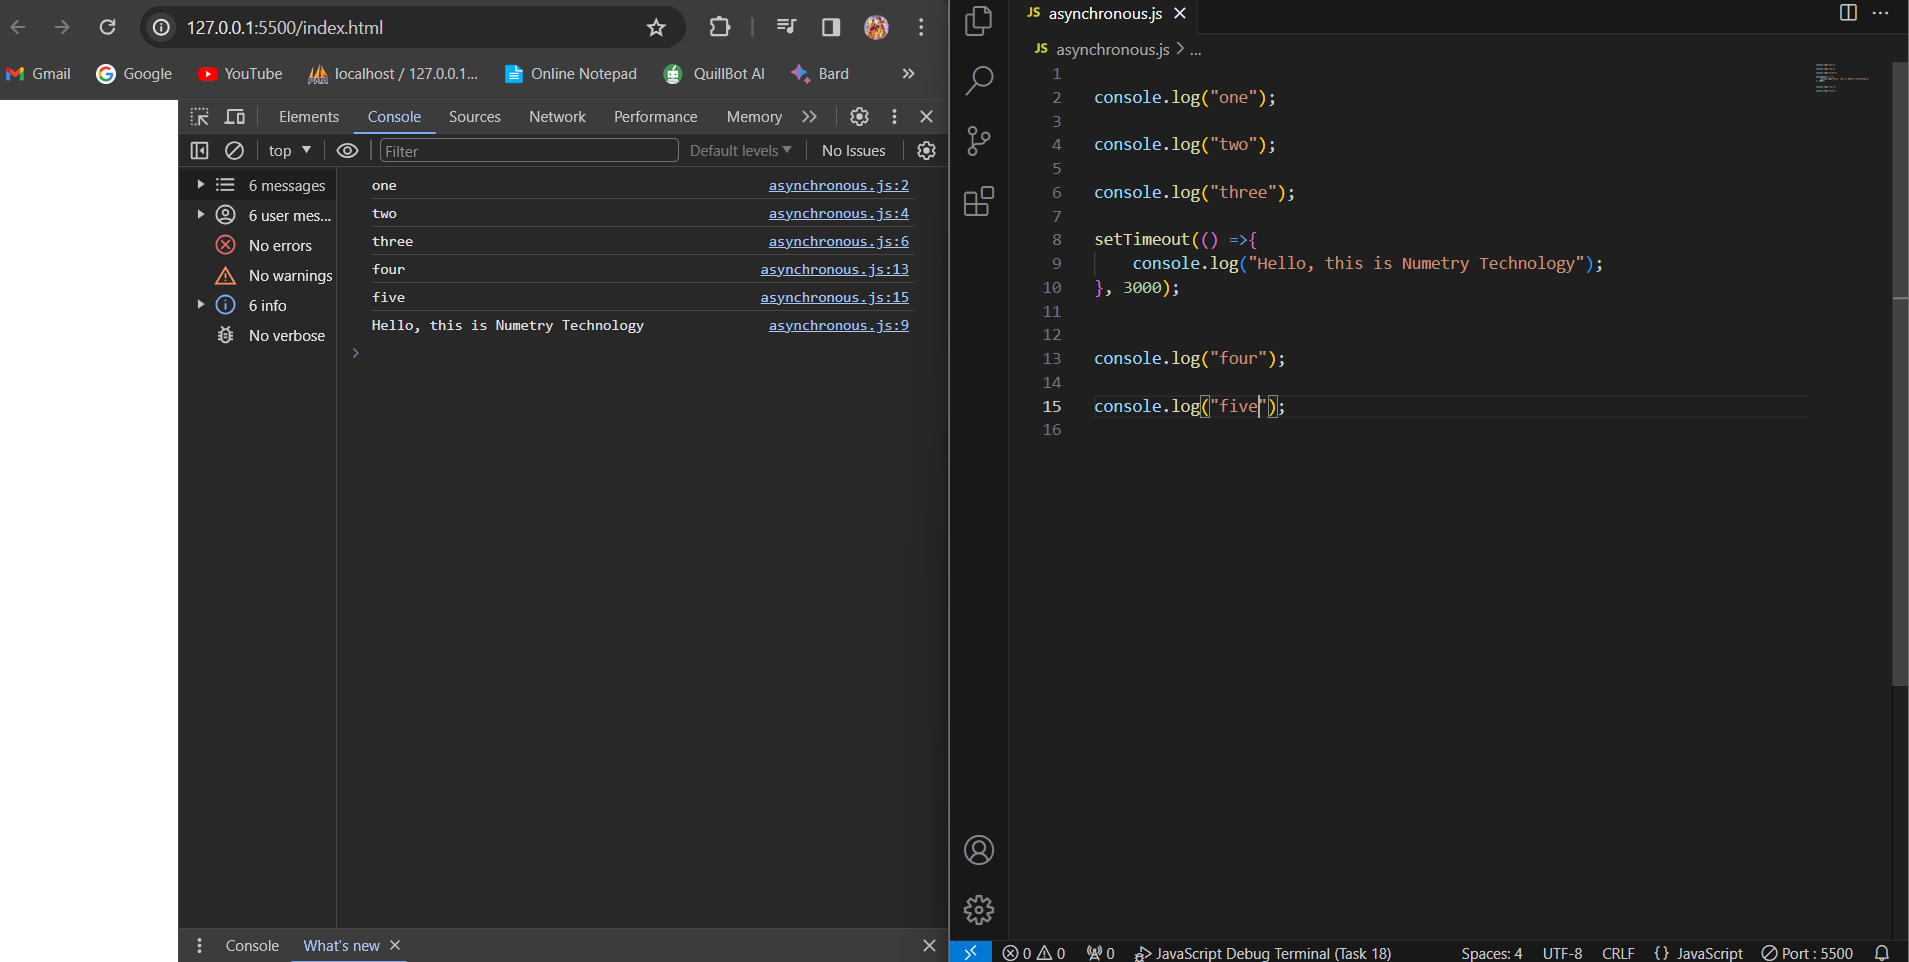 127.0.0.1:5500/index.html
Gmail Google YouTube localhost / 127.0.0.1... Online Notepad QuillBot AI Bard
Elements Console Sources Network Performance Memory
top Filter Default levels No Issues
6 messages
6 user mes...
No errors
No warnings
6 info
No verbose
one asynchronous.js:2
two asynchronous.js:4
three asynchronous.js:6
four asynchronous.js:13
five asynchronous.js:15
Hello, this is Numetry Technology asynchronous.js:9
Console What's new
JS asynchronous.js
JS asynchronous.js > ...
1
2 console.log("one");
3
4 console.log("two");
5
6 console.log("three");
7
8 setTimeout(() =>{
9 console.log("Hello, this is Numetry Technology");
10 }, 3000);
11
12
13 console.log("four");
14
15 console.log("five");
16
0 0 0 JavaScript Debug Terminal (Task 18) Spaces: 4 UTF-8 CRLF {} JavaScript Port : 5500